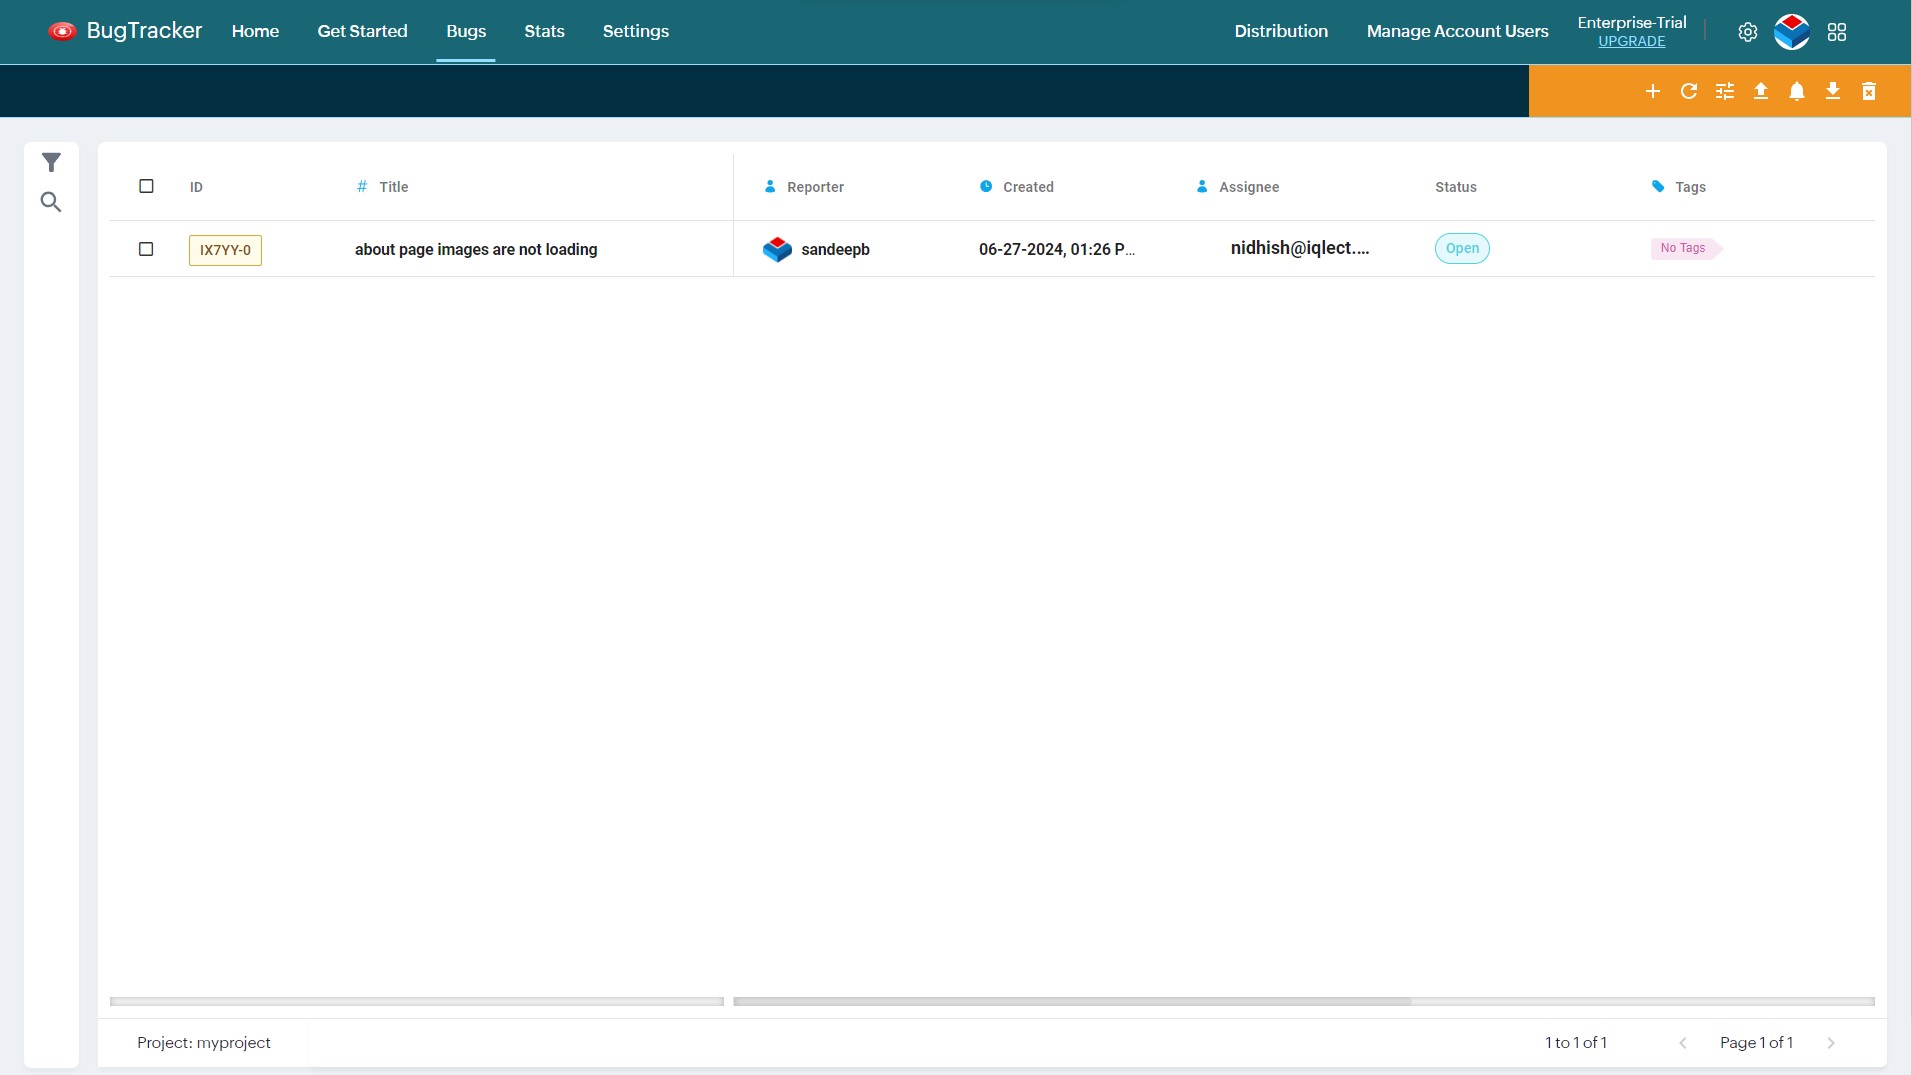 BugTracker Home Get Started Bugs Stats Settings Distribution Manage Account Users Enterprise-Trial
UPGRADE
ID # Title Reporter Created Assignee Status Tags
IX7YY-0 about page images are not loading sandeepb 06-27-2024, 01:26 P... nidhish@iqlect.... Open No Tags
Project: myproject 1 to 1 of 1 Page 1 of 1